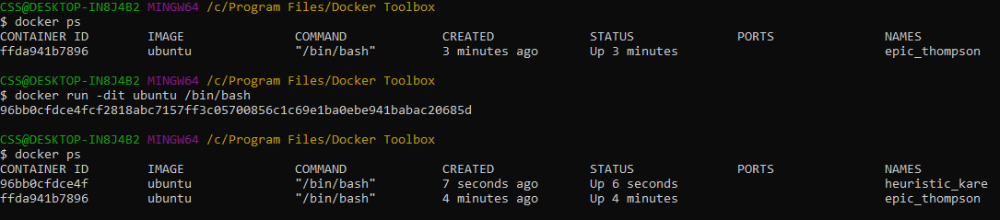 CSS@DESKTOP-IN8J4B2 MINGW64 /c/Program Files/Docker Toolbox
$ docker ps
CONTAINER ID IMAGE COMMAND CREATED STATUS PORTS NAMES
ffda941b7896 ubuntu "/bin/bash" 3 minutes ago Up 3 minutes epic_thompson
CSS@DESKTOP-IN8J4B2 MINGW64 /c/Program Files/Docker Toolbox
$ docker run -dit ubuntu /bin/bash
96bb0cfdce4fcf2818abc7157ff3c05700856c1c69e1ba0ebe941babac20685d
CSS@DESKTOP-IN8J4B2 MINGW64 /c/Program Files/Docker Toolbox
$ docker ps
CONTAINER ID IMAGE COMMAND CREATED STATUS PORTS NAMES
96bb0cfdce4f ubuntu "/bin/bash" 7 seconds ago Up 6 seconds heuristic_kare
ffda941b7896 ubuntu "/bin/bash" 4 minutes ago Up 4 minutes epic_thompson